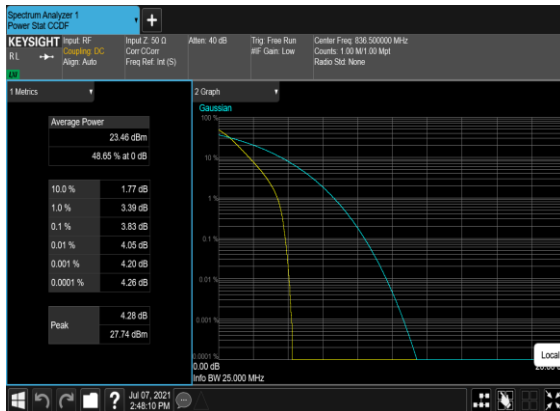 Spectrum Analyzer 1
Power Stat CCDF
KEYSIGHT
RL
Input: RF
Coupling: DC
Align: Auto
Input Z: 50 Ω
Corr CCorr
Freq Ref: Int (S)
Atten: 40 dB
Trig: Free Run
#IF Gain: Low
Center Freq: 836.500000 MHz
Counts: 1.00 M/1.00 Mpt
Radio Std: None
1 Metrics
Average Power
23.46 dBm
48.65 % at 0 dB
10.0 % 1.77 dB
1.0 % 3.39 dB
0.1 % 3.83 dB
0.01 % 4.05 dB
0.001 % 4.20 dB
0.0001 % 4.26 dB
Peak
4.28 dB
27.74 dBm
2 Graph
Gaussian
100 %
10 %
1 %
0.1 %
0.01 %
0.001 %
0.0001 %
0.00 dB
Info BW 25.000 MHz
Local
?
Jul 07, 2021
2:48:10 PM